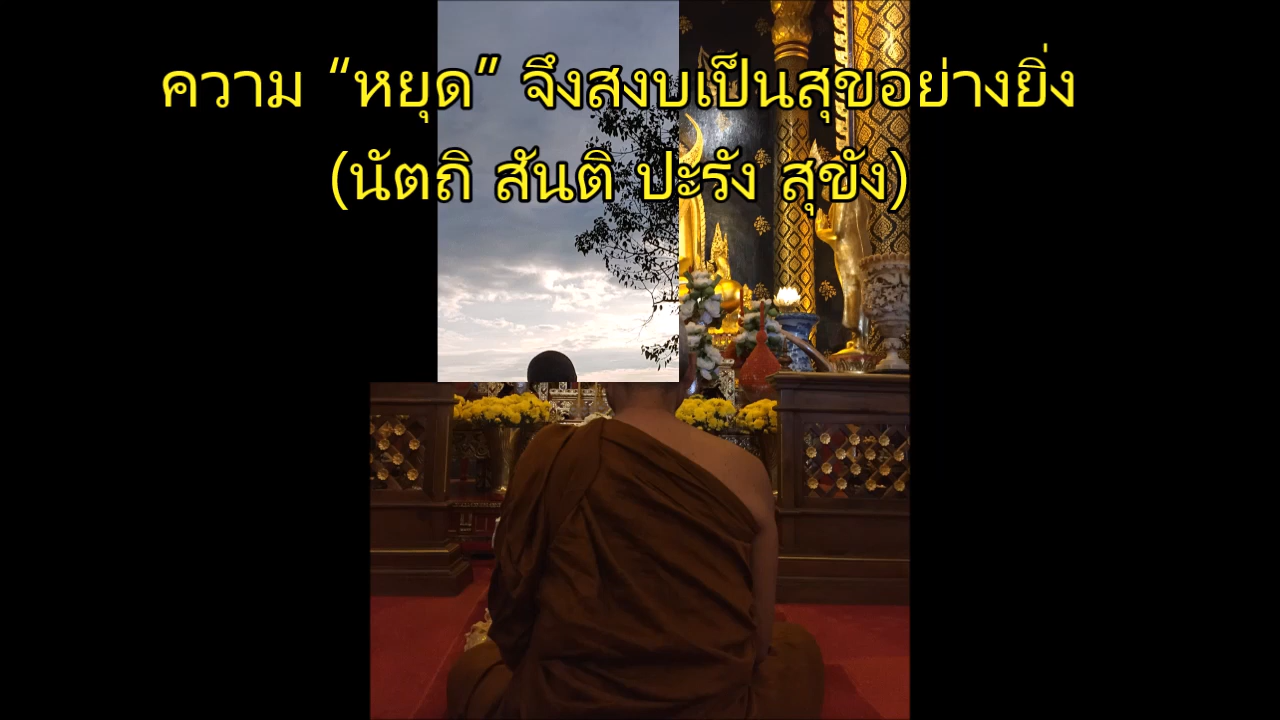 ความ “หยุด” จึงสงบเป็นสุขอย่างยิ่ง
(นัตถิ สันติ ปะรัง สุขัง)